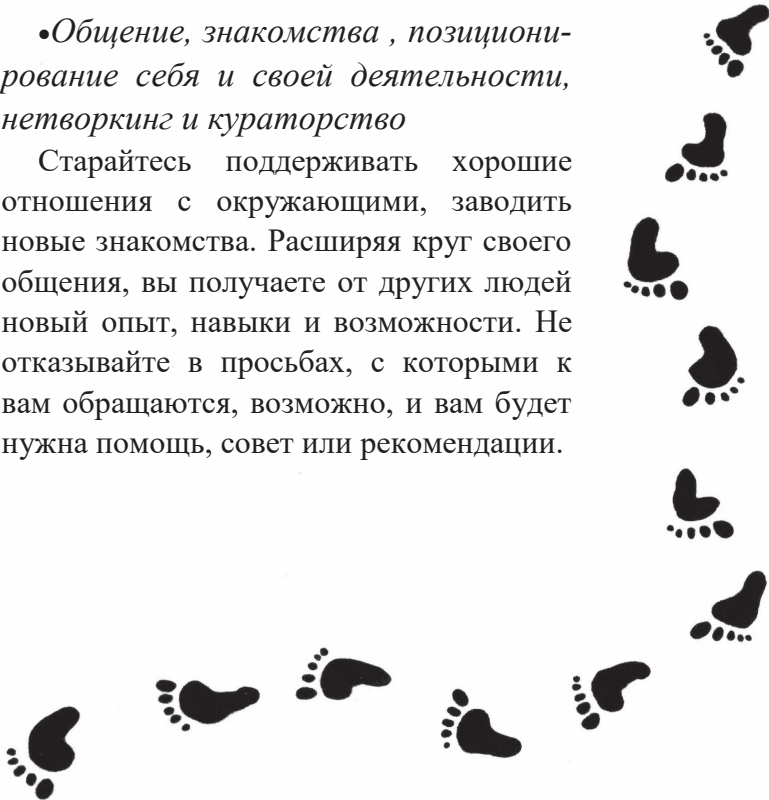 •Общение, знакомства , позициони-
рование себя и своей деятельности,
нетворкинг и кураторство
Старайтесь поддерживать хорошие
отношения с окружающими, заводить
новые знакомства. Расширяя круг своего
общения, вы получаете от других людей
новый опыт, навыки и возможности. Не
отказывайте в просьбах, с которыми к
вам обращаются, возможно, и вам будет
нужна помощь, совет или рекомендации.